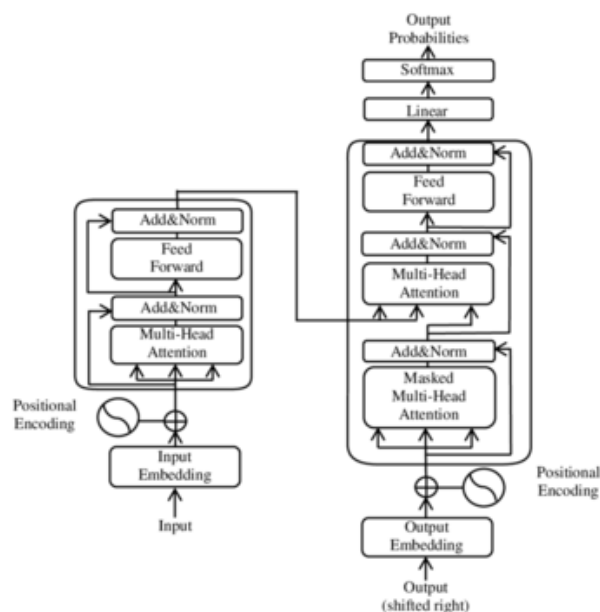 Output
Probabilities
Softmax
Linear
Add&Norm
Feed
Forward
Add&Norm
Multi-Head
Attention
Add&Norm
Masked
Multi-Head
Attention
Positional
Encoding
Output
Embedding
Output
(shifted right)
Add&Norm
Feed
Forward
Add&Norm
Multi-Head
Attention
Positional
Encoding
Input
Embedding
Input